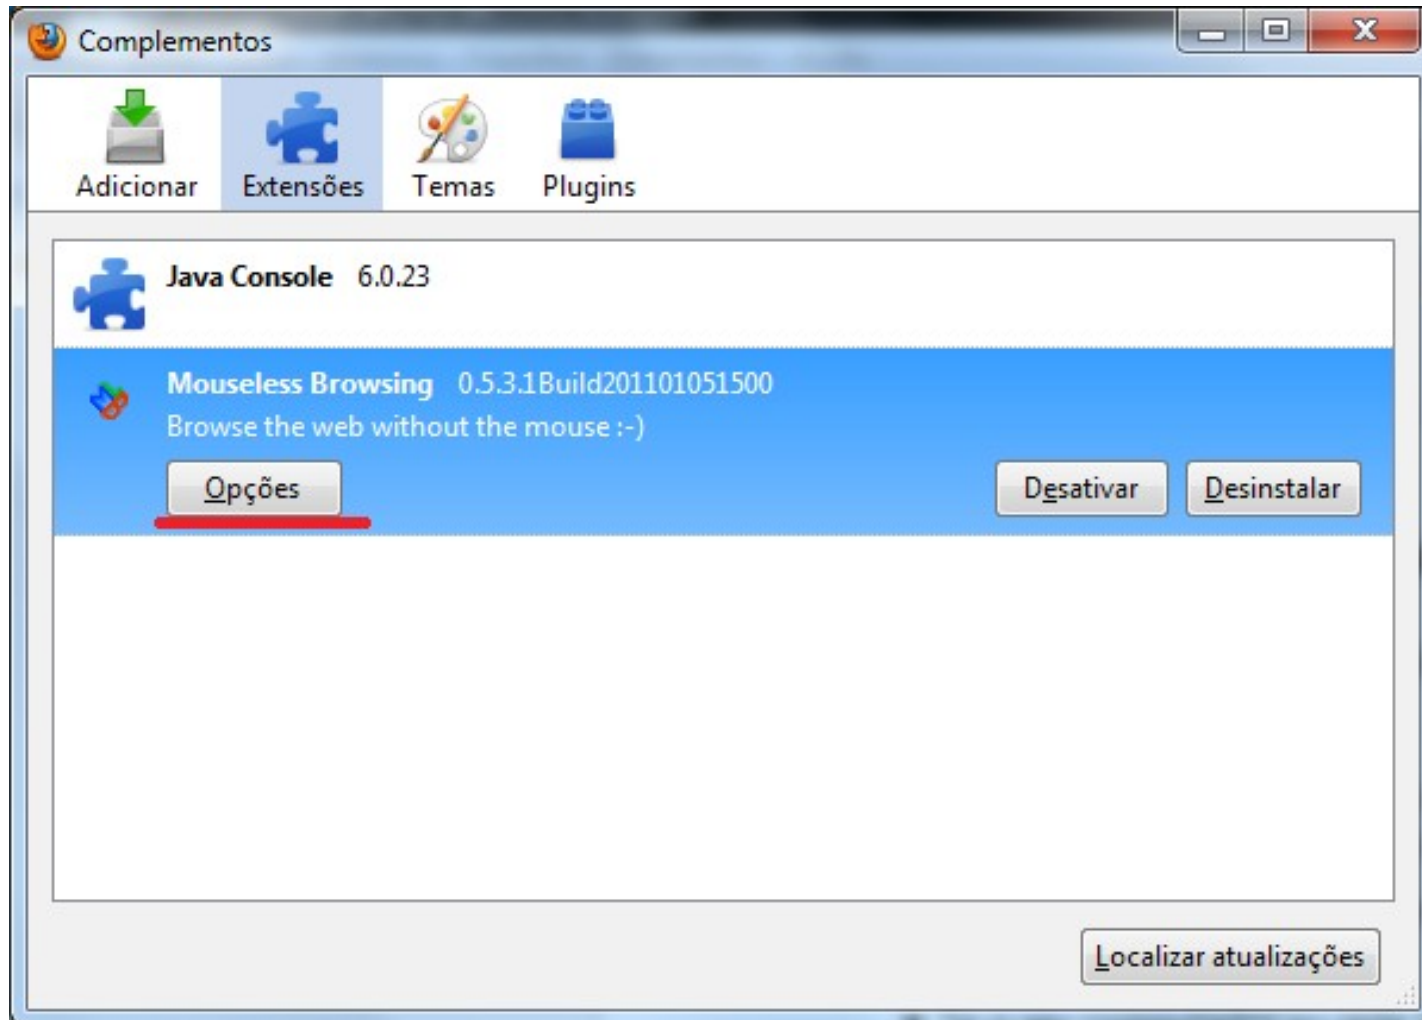 Complementos
Adicionar Extensões Temas Plugins
Java Console 6.0.23
Mouseless Browsing 0.5.3.1Build201101051500
Browse the web without the mouse :-)
Opções Desativar Desinstalar
Localizar atualizações